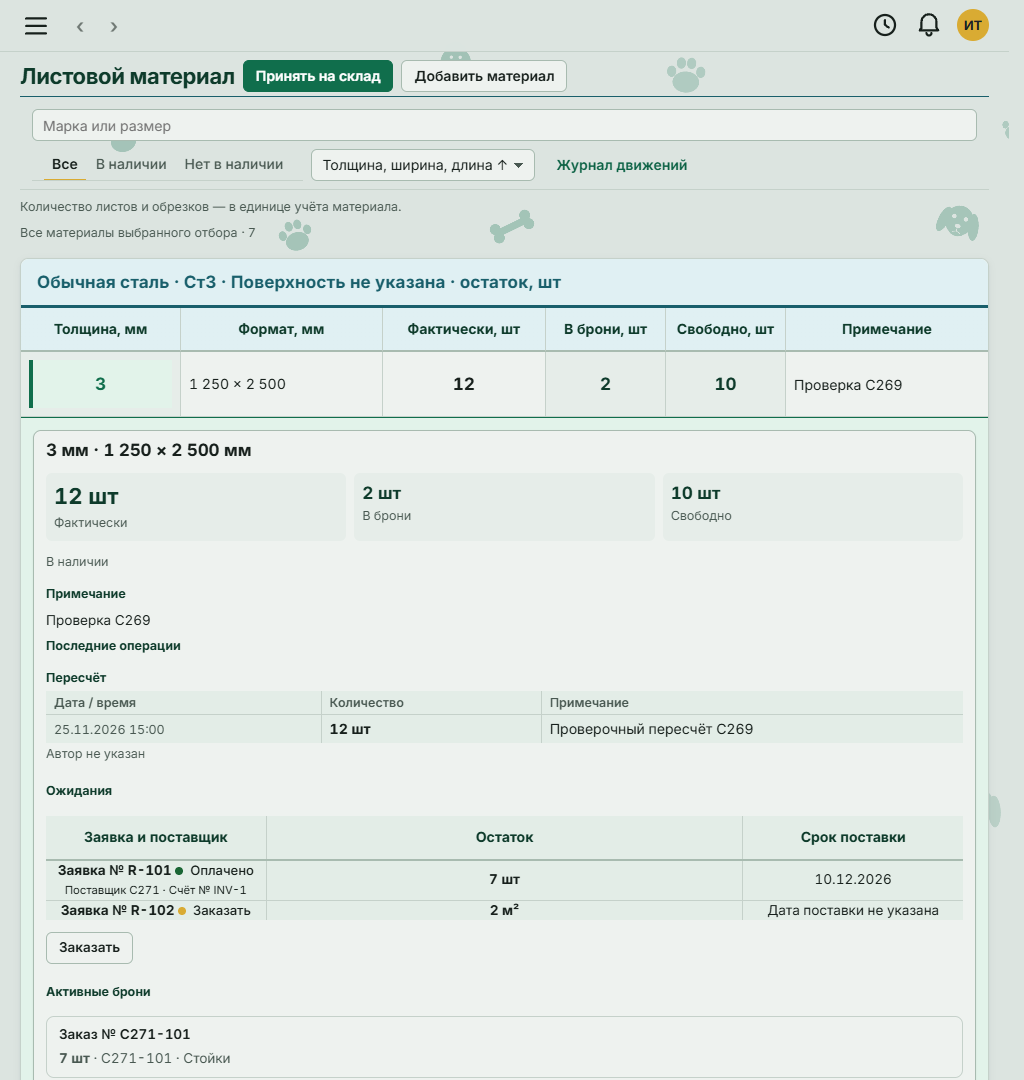 ИТ
Листовой материал Принять на склад Добавить материал
Марка или размер
Все В наличии Нет в наличии Толщина, ширина, длина ↑ Журнал движений
Количество листов и обрезков — в единице учёта материала.
Все материалы выбранного отбора · 7
Обычная сталь · Ст3 · Поверхность не указана · остаток, шт
Толщина, мм Формат, мм Фактически, шт В брони, шт Свободно, шт Примечание
3 1 250 × 2 500 12 2 10 Проверка С269
3 мм · 1 250 × 2 500 мм
12 шт 2 шт 10 шт
Фактически В брони Свободно
В наличии
Примечание
Проверка С269
Последние операции
Пересчёт
Дата / время Количество Примечание
25.11.2026 15:00 12 шт Проверочный пересчёт С269
Автор не указан
Ожидания
Заявка и поставщик Остаток Срок поставки
Заявка № R-101 Оплачено 7 шт 10.12.2026
Поставщик С271 · Счёт № INV-1
Заявка № R-102 Заказать 2 м² Дата поставки не указана
Заказать
Активные брони
Заказ № С271-101
7 шт · С271-101 · Стойки